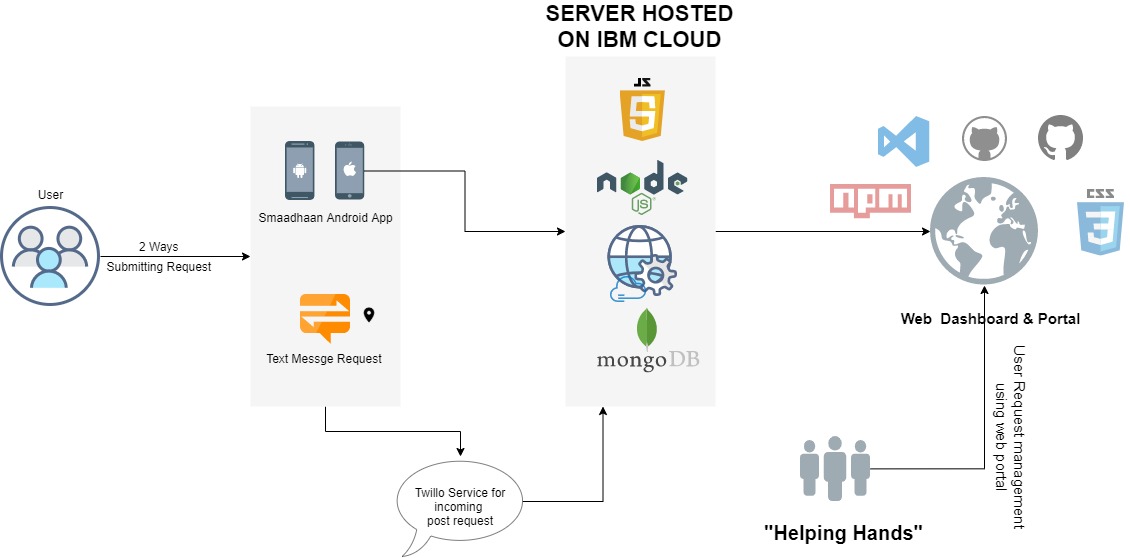 SERVER HOSTED
ON IBM CLOUD
JS
5
node
JS
mongoDB
User
2 Ways
Submitting Request
Smaadhaan Android App
Text Messge Request
Twillo Service for
incoming
post request
npm
CSS
3
Web Dashboard & Portal
User Request management
using web
portal
"Helping Hands"